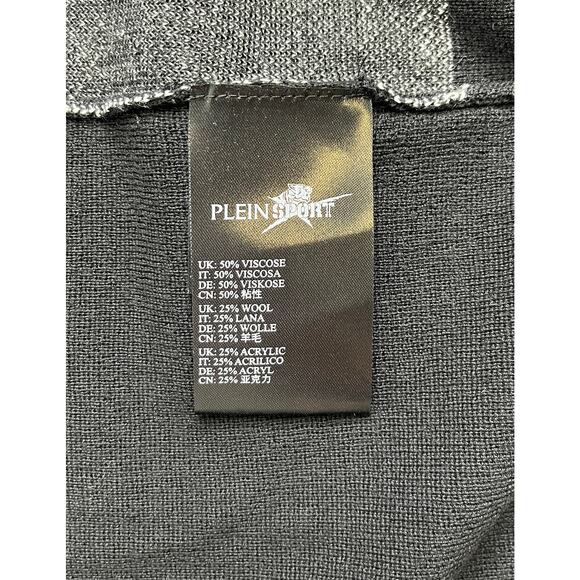 PLEIN SPORT
UK: 50% VISCOSE
IT: 50% VISCOSA
DE: 50% VISKOSE
CN: 50% 粘性
UK: 25% WOOL
IT: 25% LANA
DE: 25% WOLLE
CN: 25% 羊毛
UK: 25% ACRYLIC
IT: 25% ACRILICO
DE: 25% ACRYL
CN: 25% 亚克力